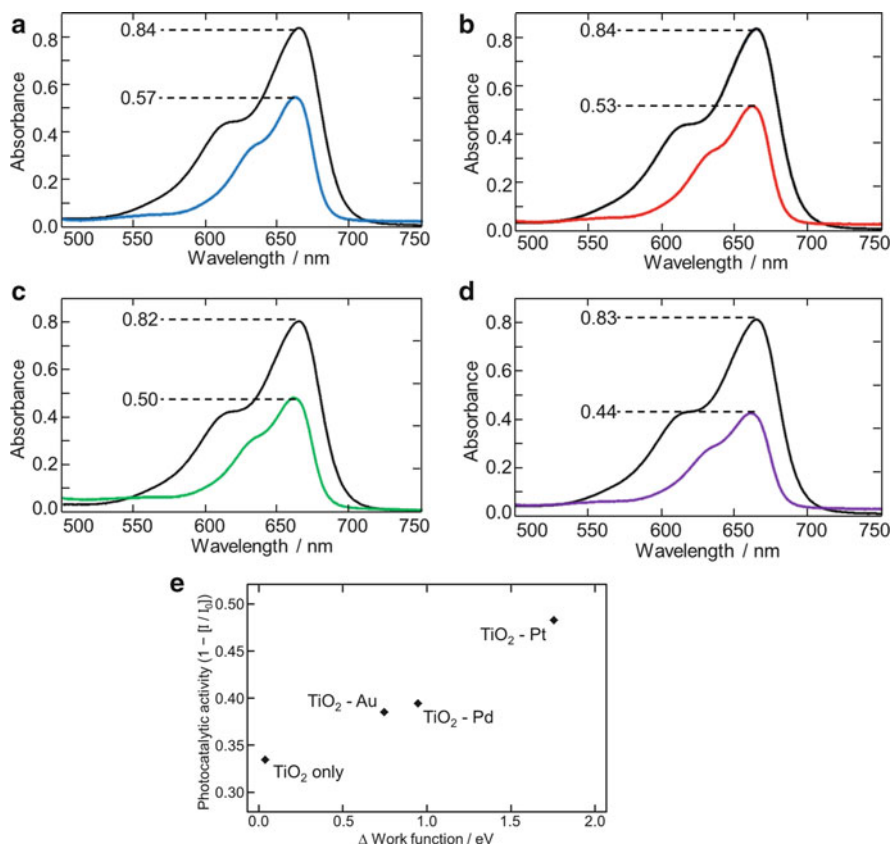 a
0.84
0.57
0.8
0.6
0.4
0.2
0.0
Absorbance
500 550 600 650 700 750
Wavelength / nm
b
0.84
0.53
0.8
0.6
0.4
0.2
0.0
Absorbance
500 550 600 650 700 750
Wavelength / nm
c
0.82
0.50
0.8
0.6
0.4
0.2
0.0
Absorbance
500 550 600 650 700 750
Wavelength / nm
d
0.83
0.44
0.8
0.6
0.4
0.2
0.0
Absorbance
500 550 600 650 700 750
Wavelength / nm
e
Photocatalytic activity (1 − [I / I₀])
0.50
0.45
0.40
0.35
0.30
TiO₂ - Pt
TiO₂ - Au
TiO₂ - Pd
TiO₂ only
0.0 0.5 1.0 1.5 2.0
Δ Work function / eV